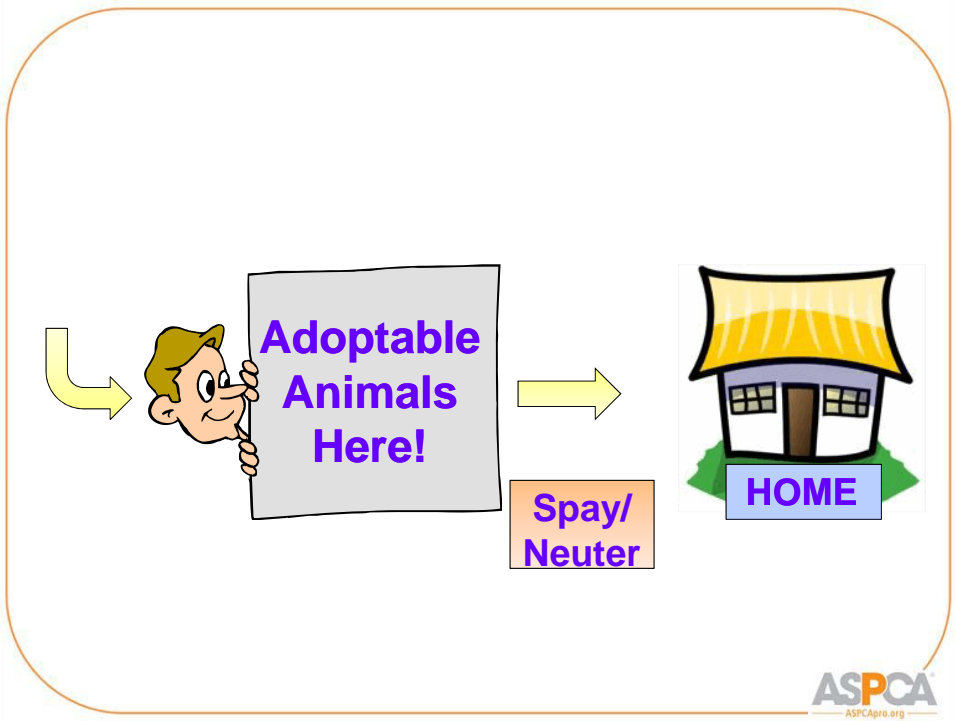 Adoptable
Animals
Here!
Spay/
Neuter
HOME
ASPCA
ASPCApro.org